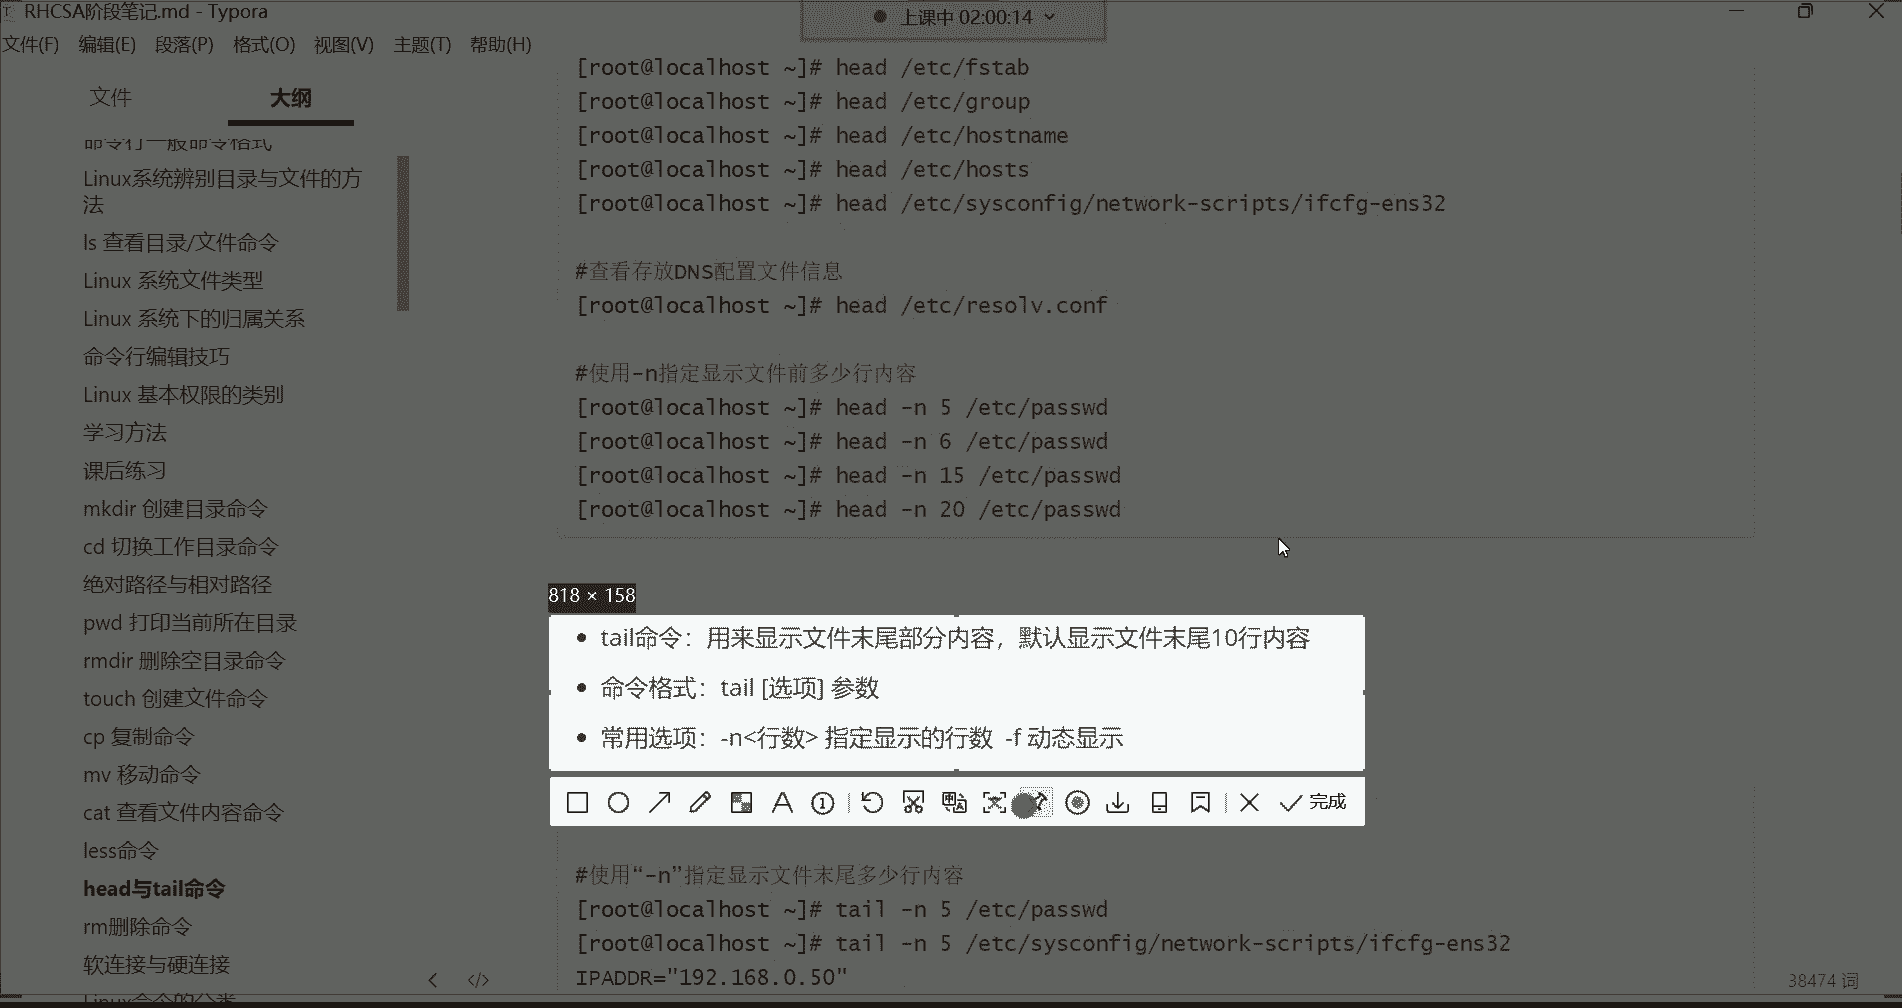 RHCSA阶段笔记.md - Typora
上课中 02:00:14
文件(F) 编辑(E) 段落(P) 格式(O) 视图(V) 主题(T) 帮助(H)
文件 大纲
命令行一般命令格式
Linux系统辨别目录与文件的方
法
ls 查看目录/文件命令
Linux 系统文件类型
Linux 系统下的归属关系
命令行编辑技巧
Linux 基本权限的类别
学习方法
课后练习
mkdir 创建目录命令
cd 切换工作目录命令
绝对路径与相对路径
pwd 打印当前所在目录
rmdir 删除空目录命令
touch 创建文件命令
cp 复制命令
mv 移动命令
cat 查看文件内容命令
less命令
head与tail命令
rm删除命令
软连接与硬连接
Linux命令的分类
[root@localhost ~]# head /etc/fstab
[root@localhost ~]# head /etc/group
[root@localhost ~]# head /etc/hostname
[root@localhost ~]# head /etc/hosts
[root@localhost ~]# head /etc/sysconfig/network-scripts/ifcfg-ens32
#查看存放DNS配置文件信息
[root@localhost ~]# head /etc/resolv.conf
#使用-n指定显示文件前多少行内容
[root@localhost ~]# head -n 5 /etc/passwd
[root@localhost ~]# head -n 6 /etc/passwd
[root@localhost ~]# head -n 15 /etc/passwd
[root@localhost ~]# head -n 20 /etc/passwd
818 × 158
• tail命令：用来显示文件末尾部分内容，默认显示文件末尾10行内容
• 命令格式：tail [选项] 参数
• 常用选项：-n<行数> 指定显示的行数 -f 动态显示
完成
#使用“-n”指定显示文件末尾多少行内容
[root@localhost ~]# tail -n 5 /etc/passwd
[root@localhost ~]# tail -n 5 /etc/sysconfig/network-scripts/ifcfg-ens32
IPADDR="192.168.0.50"
38474 词